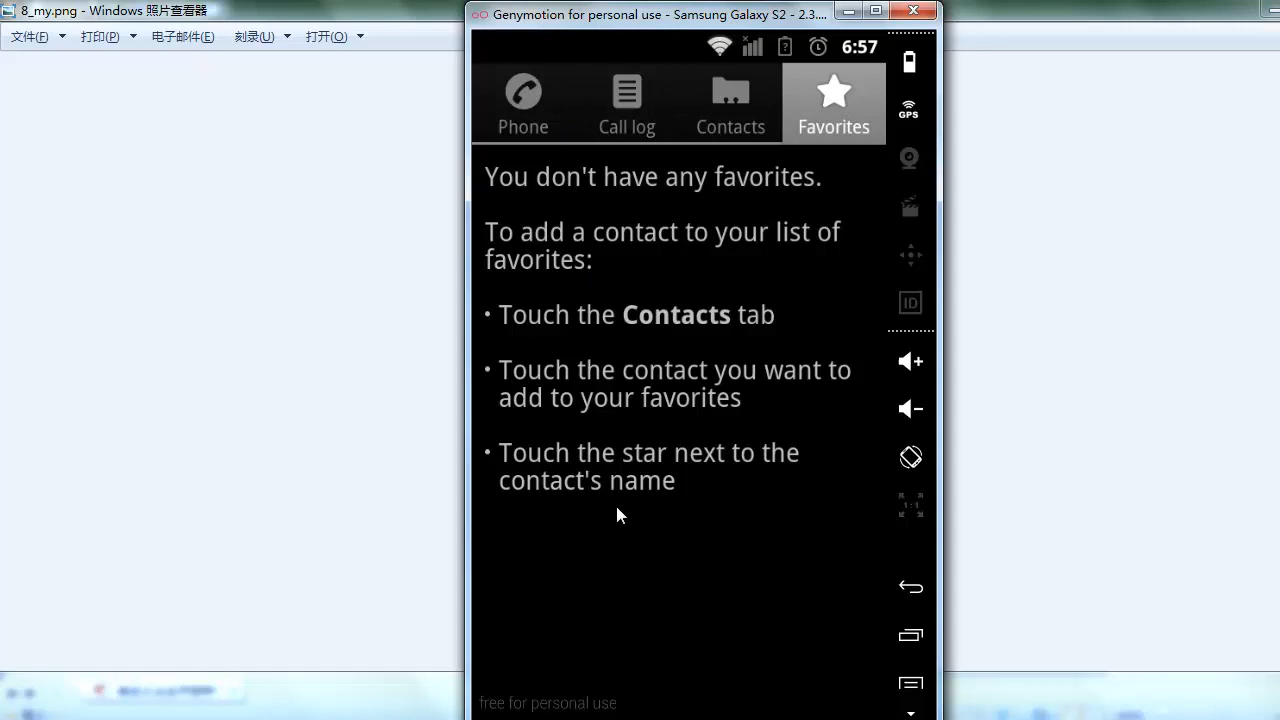 8_my.png - Windows 照片查看器
文件(F) 打印(P) 电子邮件(E) 刻录(U) 打开(O)
Genymotion for personal use - Samsung Galaxy S2 - 2.3....
6:57
Phone Call log Contacts Favorites
GPS
You don't have any favorites.
To add a contact to your list of
favorites:
• Touch the Contacts tab
ID
• Touch the contact you want to
add to your favorites
• Touch the star next to the
contact's name
1:1
free for personal use